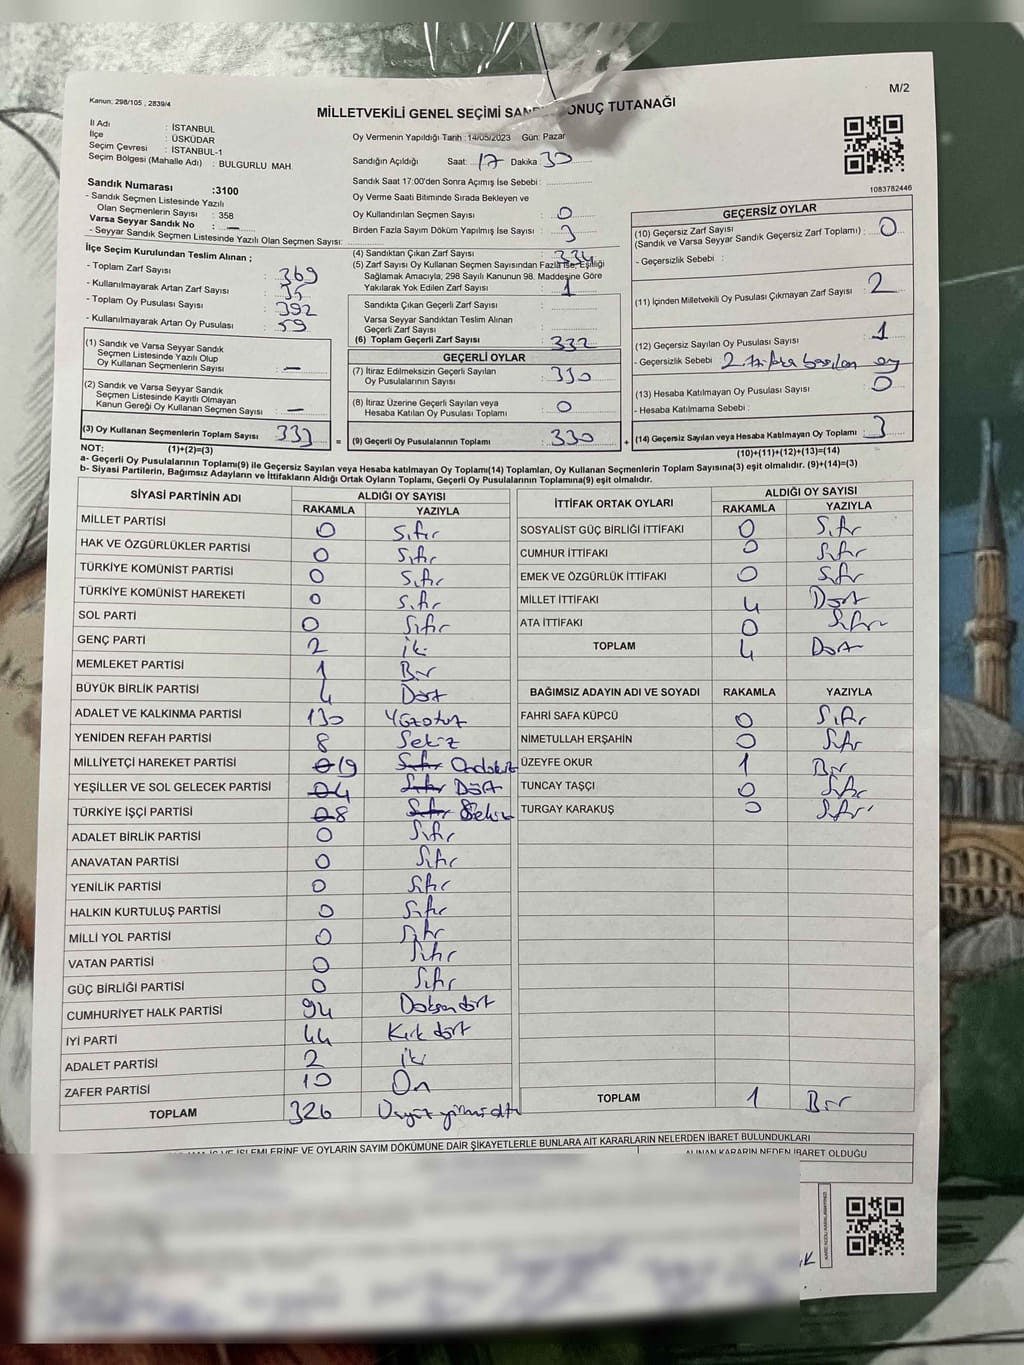 M/2
Kanun: 298/105 , 2839/4
MİLLETVEKİLİ GENEL SEÇİMİ ONUÇ TUTANAĞI
İl Adı : İSTANBUL
İlçe : ÜSKÜDAR
Seçim Çevresi : İSTANBUL-1
Seçim Bölgesi (Mahalle Adı) : BULGURLU MAH
Sandık Numarası :3100
- Sandık Seçmen Listesinde Yazılı
Olan Seçmenlerin Sayısı : 358
Varsa Seyyar Sandık No : —
- Seyyar Sandık Seçmen Listesinde Yazılı Olan Seçmen Sayısı:
İlçe Seçim Kurulundan Teslim Alınan ;
- Toplam Zarf Sayısı : 369
- Kullanılmayarak Artan Zarf Sayısı : 35
- Toplam Oy Pusulası Sayısı : 392
- Kullanılmayarak Artan Oy Pusulası : 59
(1) Sandık ve Varsa Seyyar Sandık
Seçmen Listesinde Yazılı Olup
Oy Kullanan Seçmenlerin Sayısı : —
(2) Sandık ve Varsa Seyyar Sandık
Seçmen Listesinde Kayıtlı Olmayan
Kanun Gereği Oy Kullanan Seçmen Sayısı : —
(3) Oy Kullanan Seçmenlerin Toplam Sayısı 333 =
(1)+(2)=(3)
Oy Vermenin Yapıldığı Tarih :14/05/2023 Gün: Pazar
Sandığın Açıldığı Saat: 17 Dakika 30
Sandık Saat 17:00'den Sonra Açımış İse Sebebi :
Oy Verme Saati Bitiminde Sırada Bekleyen ve
Oy Kullandırılan Seçmen Sayısı : 0
Birden Fazla Sayım Döküm Yapılmış İse Sayısı : 3
(4) Sandıktan Çıkan Zarf Sayısı : 334
(5) Zarf Sayısı Oy Kullanan Seçmen Sayısından Fazla ise, Eşitliği
Sağlamak Amacıyla, 298 Sayılı Kanunun 98. Maddesine Göre
Yakılarak Yok Edilen Zarf Sayısı : 1
Sandıkta Çıkan Geçerli Zarf Sayısı :
Varsa Seyyar Sandıktan Teslim Alınan
Geçerli Zarf Sayısı :
(6) Toplam Geçerli Zarf Sayısı : 332
GEÇERLİ OYLAR
(7) İtiraz Edilmeksizin Geçerli Sayılan
Oy Pusulalarının Sayısı : 330
(8) İtiraz Üzerine Geçerli Sayılan veya
Hesaba Katılan Oy Pusulası Toplamı : 0
(9) Geçerli Oy Pusulalarının Toplamı : 330 +
1083782446
GEÇERSİZ OYLAR
(10) Geçersiz Zarf Sayısı
(Sandık ve Varsa Seyyar Sandık Geçersiz Zarf Toplamı) : 0
- Geçersizlik Sebebi :
(11) İçinden Milletvekili Oy Pusulası Çıkmayan Zarf Sayısı : 2
(12) Geçersiz Sayılan Oy Pusulası Sayısı : 1
- Geçersizlik Sebebi : 2. ittifaka basılan oy
(13) Hesaba Katılmayan Oy Pusulası Sayısı : 0
- Hesaba Katılmama Sebebi :
(14) Geçersiz Sayılan veya Hesaba Katılmayan Oy Toplamı : 3
(10)+(11)+(12)+(13)=(14)
NOT:
a- Geçerli Oy Pusulalarının Toplamı(9) ile Geçersiz Sayılan veya Hesaba katılmayan Oy Toplamı(14) Toplamları, Oy Kullanan Seçmenlerin Toplam Sayısına(3) eşit olmalıdır. (9)+(14)=(3)
b- Siyasi Partilerin, Bağımsız Adayların ve İttifakların Aldığı Ortak Oyların Toplamı, Geçerli Oy Pusulalarının Toplamına(9) eşit olmalıdır.
SİYASİ PARTİNİN ADI ALDIĞI OY SAYISI
RAKAMLA YAZIYLA
MİLLET PARTİSİ 0 Sıfır
HAK VE ÖZGÜRLÜKLER PARTİSİ 0 Sıfır
TÜRKİYE KOMÜNİST PARTİSİ 0 Sıfır
TÜRKİYE KOMÜNİST HAREKETİ 0 Sıfır
SOL PARTİ 0 Sıfır
GENÇ PARTİ 2 iki
MEMLEKET PARTİSİ 1 Bir
BÜYÜK BİRLİK PARTİSİ 4 Dört
ADALET VE KALKINMA PARTİSİ 130 Yüzotuz
YENİDEN REFAH PARTİSİ 8 Sekiz
MİLLİYETÇİ HAREKET PARTİSİ 0 19 Sıfır Ondokuz
YEŞİLLER VE SOL GELECEK PARTİSİ 0 4 Sıfır Dört
TÜRKİYE İŞÇİ PARTİSİ 0 8 Sıfır Sekiz
ADALET BİRLİK PARTİSİ 0 Sıfır
ANAVATAN PARTİSİ 0 Sıfır
YENİLİK PARTİSİ 0 Sıfır
HALKIN KURTULUŞ PARTİSİ 0 Sıfır
MİLLİ YOL PARTİSİ 0 Sıfır
VATAN PARTİSİ 0 Sıfır
GÜÇ BİRLİĞİ PARTİSİ 0 Sıfır
CUMHURİYET HALK PARTİSİ 94 Doksandört
İYİ PARTİ 44 Kırkdört
ADALET PARTİSİ 2 iki
ZAFER PARTİSİ 10 On
TOPLAM 326 Üçyüz yirmi altı
İTTİFAK ORTAK OYLARI ALDIĞI OY SAYISI
RAKAMLA YAZIYLA
SOSYALİST GÜÇ BİRLİĞİ İTTİFAKI 0 Sıfır
CUMHUR İTTİFAKI 0 Sıfır
EMEK VE ÖZGÜRLÜK İTTİFAKI 0 Sıfır
MİLLET İTTİFAKI 4 Dört
ATA İTTİFAKI 0 Sıfır
TOPLAM 4 Dört
BAĞIMSIZ ADAYIN ADI VE SOYADI RAKAMLA YAZIYLA
FAHRİ SAFA KÜPCÜ 0 Sıfır
NİMETULLAH ERŞAHİN 0 Sıfır
ÜZEYFE OKUR 1 Bir
TUNCAY TAŞÇI 0 Sıfır
TURGAY KARAKUŞ 0 Sıfır
TOPLAM 1 Bir
İŞLEMLERİNE VE OYLARIN SAYIM DÖKÜMÜNE DAİR ŞİKAYETLERLE BUNLARA AİT KARARLARIN NELERDEN İBARET BULUNDUKLARI
ALINAN KARARIN NEDEN İBARET OLDUĞU